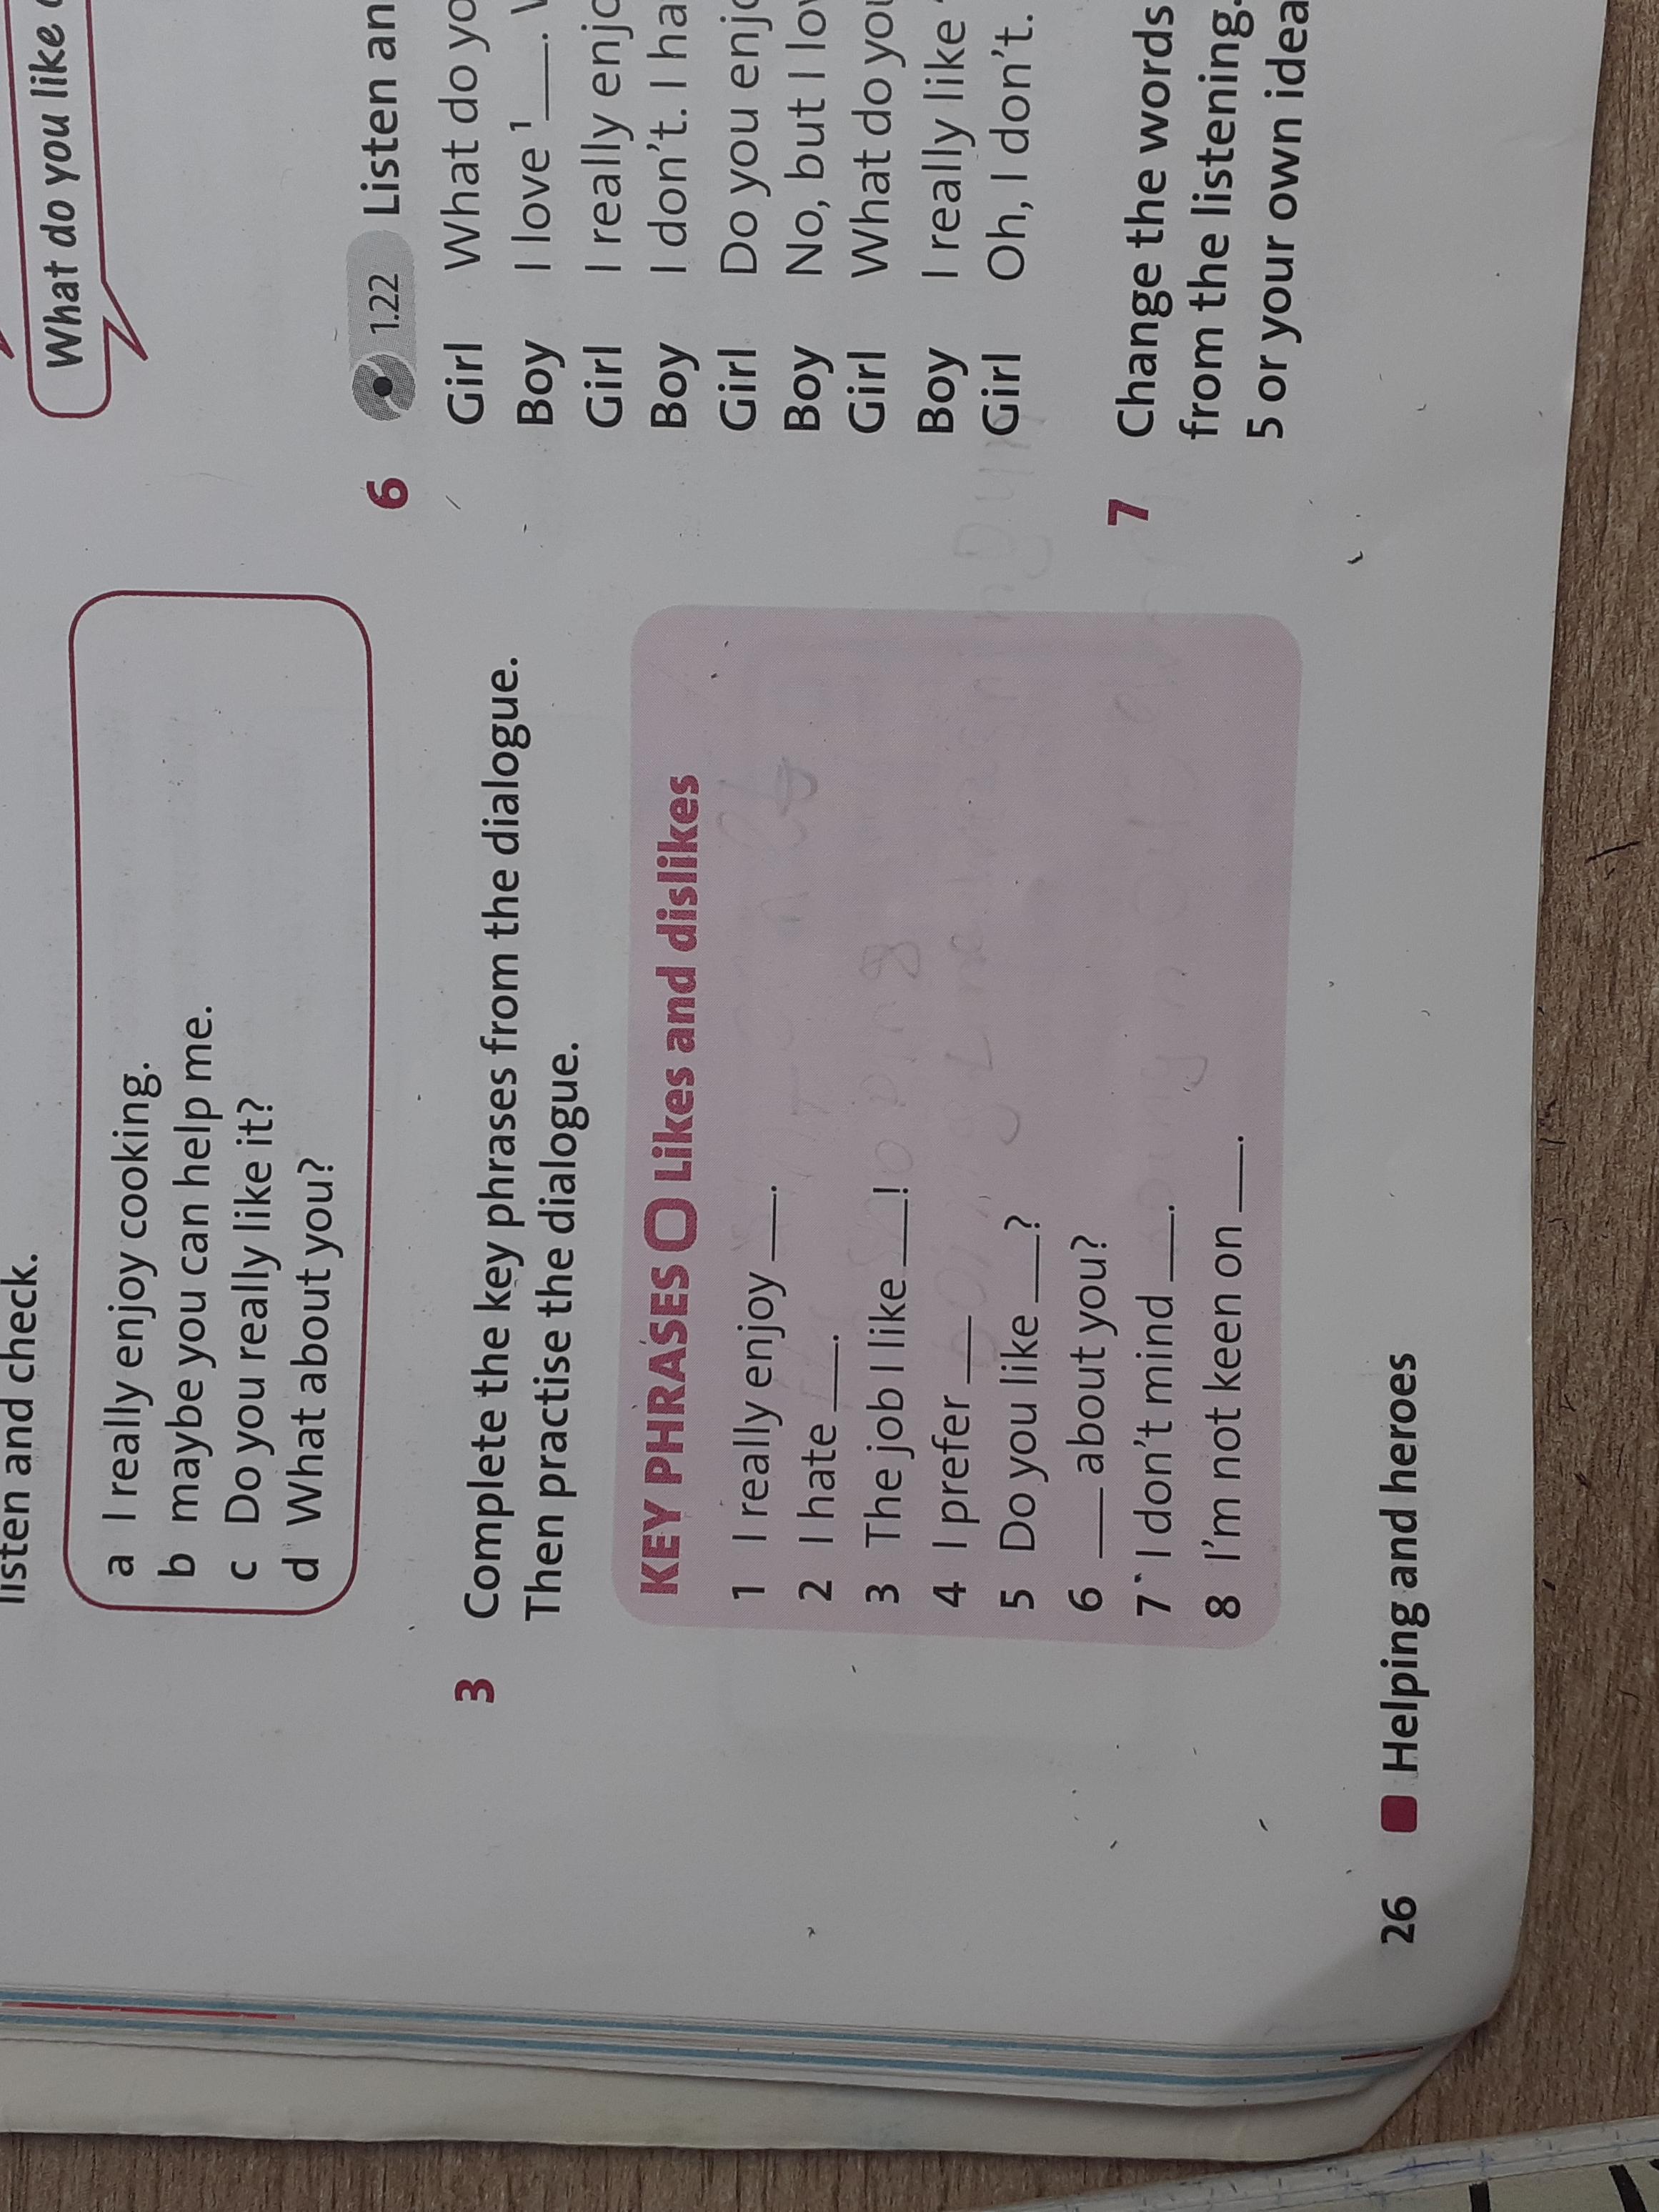 listen and check.
a I really enjoy cooking.
b maybe you can help me.
c Do you really like it?
d What about you?
3 Complete the key phrases from the dialogue.
Then practise the dialogue.
KEY PHRASES Likes and dislikes
1 I really enjoy ___.
2 I hate ___.
3 The job I like ___!
4 I prefer ___
5 Do you like ___?
6 ___ about you?
7 I don't mind ___.
8 I'm not keen on ___.
26 Helping and heroes
What do you like
6 1.22 Listen an
Girl What do yo
Boy I love 1___.
Girl I really enjo
Boy I don't. I ha
Girl Do you enjo
Boy No, but I lov
Girl What do you
Boy I really like
Girl Oh, I don't.
7 Change the words
from the listening.
5 or your own idea